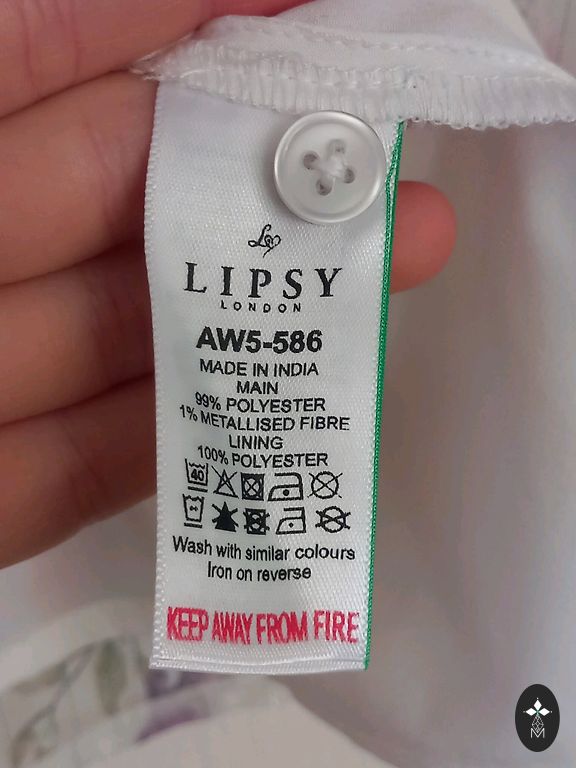 LIPSY
LONDON
AW5-586
MADE IN INDIA
MAIN
99% POLYESTER
1% METALLISED FIBRE
LINING
100% POLYESTER
40
Wash with similar colours
Iron on reverse
KEEP AWAY FROM FIRE